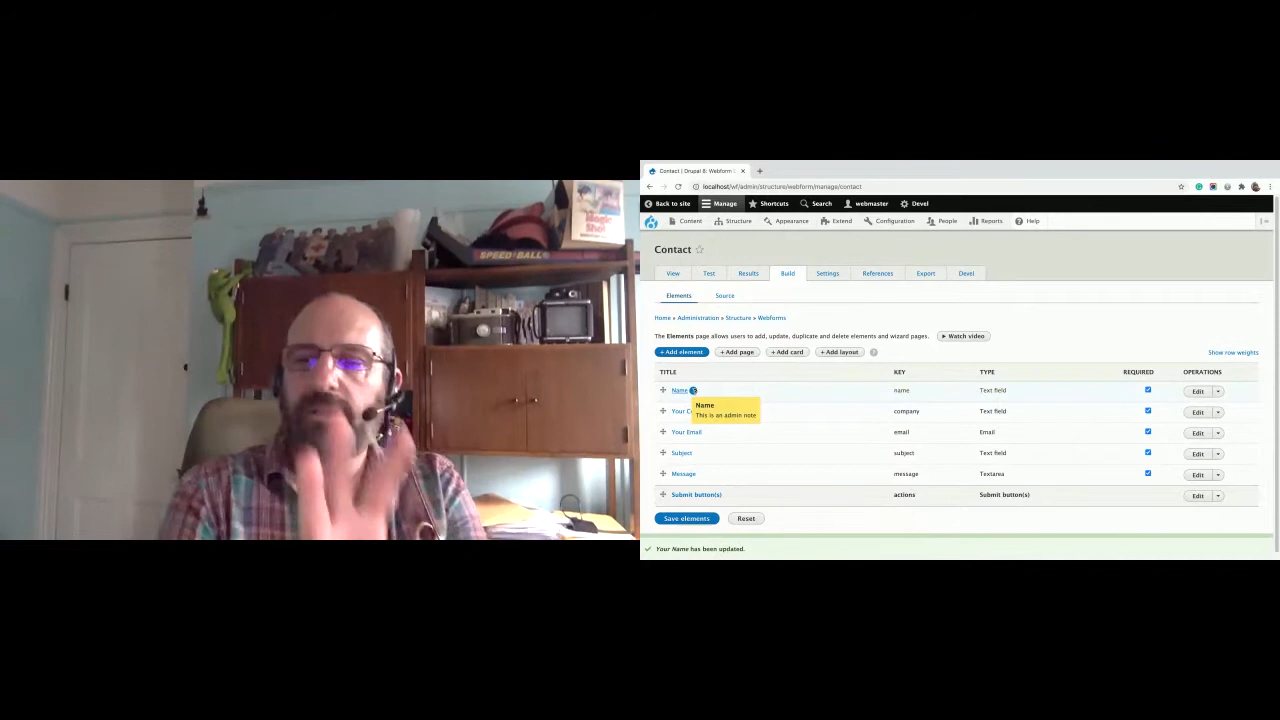 Magic
Shot
SPEED BALL
Contact | Drupal 8: Webform
localhost/wf/admin/structure/webform/manage/contact
Back to site Manage Shortcuts Search webmaster Devel
Content Structure Appearance Extend Configuration People Reports Help
Contact
View Test Results Build Settings References Export Devel
Elements Source
Home » Administration » Structure » Webforms
The Elements page allows users to add, update, duplicate and delete elements and wizard pages. ▶ Watch video
+ Add element + Add page + Add card + Add layout ?
Show row weights
TITLE KEY TYPE REQUIRED OPERATIONS
Name name Text field Edit
Name
This is an admin note
Your C company Text field Edit
Your Email email Email Edit
Subject subject Text field Edit
Message message Textarea Edit
Submit button(s) actions Submit button(s) Edit
Save elements Reset
Your Name has been updated.